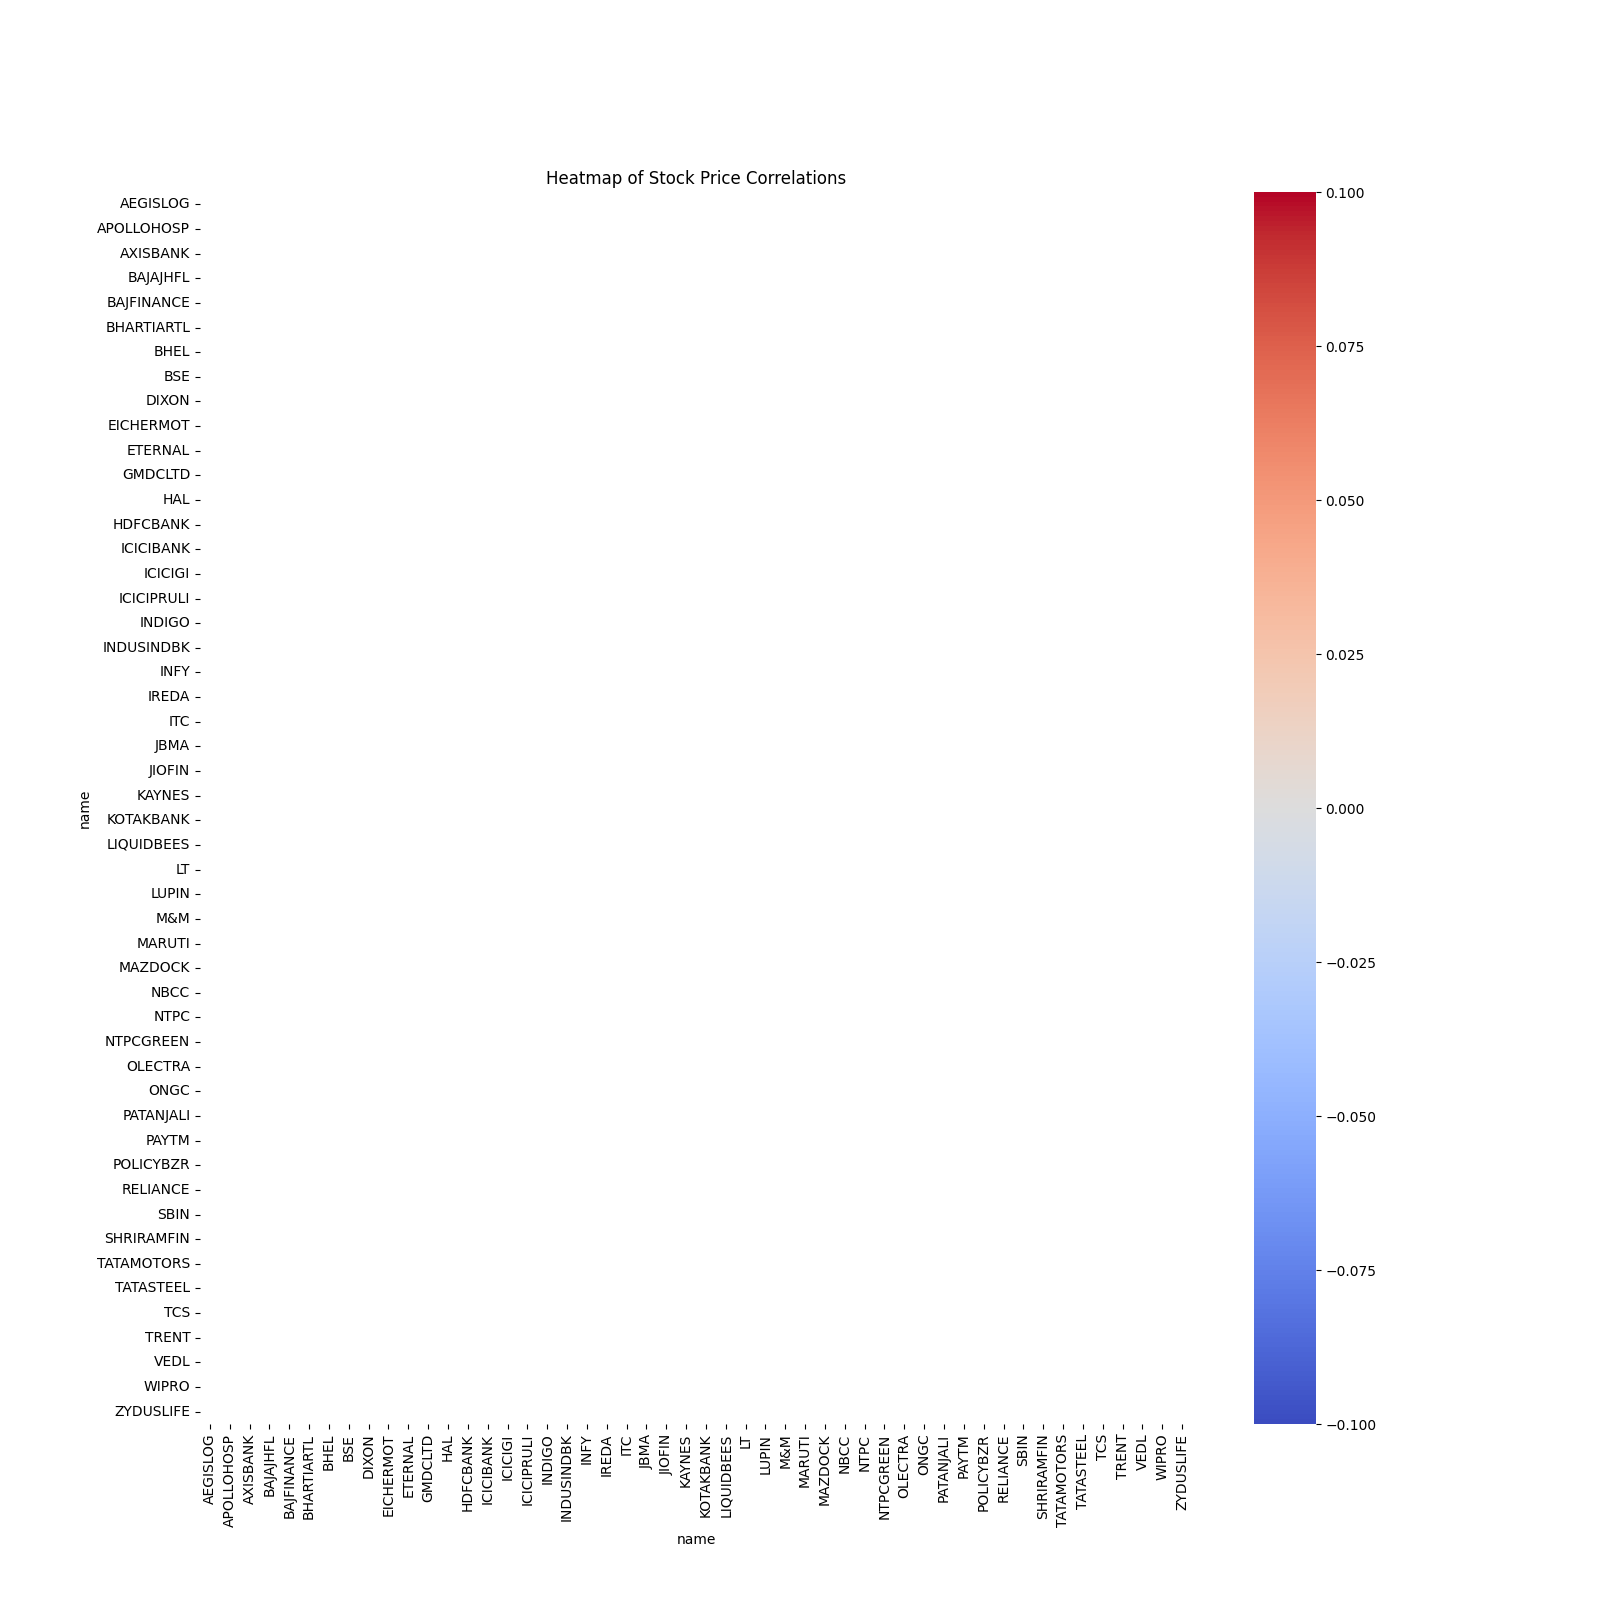 Heatmap of Stock Price Correlations
AEGISLOG
APOLLOHOSP
AXISBANK
BAJAJHFL
BAJFINANCE
BHARTIARTL
BHEL
BSE
DIXON
EICHERMOT
ETERNAL
GMDCLTD
HAL
HDFCBANK
ICICIBANK
ICICIGI
ICICIPRULI
INDIGO
INDUSINDBK
INFY
IREDA
ITC
JBMA
JIOFIN
KAYNES
KOTAKBANK
LIQUIDBEES
LT
LUPIN
M&M
MARUTI
MAZDOCK
NBCC
NTPC
NTPCGREEN
OLECTRA
ONGC
PATANJALI
PAYTM
POLICYBZR
RELIANCE
SBIN
SHRIRAMFIN
TATAMOTORS
TATASTEEL
TCS
TRENT
VEDL
WIPRO
ZYDUSLIFE
name
AEGISLOG
APOLLOHOSP
AXISBANK
BAJAJHFL
BAJFINANCE
BHARTIARTL
BHEL
BSE
DIXON
EICHERMOT
ETERNAL
GMDCLTD
HAL
HDFCBANK
ICICIBANK
ICICIGI
ICICIPRULI
INDIGO
INDUSINDBK
INFY
IREDA
ITC
JBMA
JIOFIN
KAYNES
KOTAKBANK
LIQUIDBEES
LT
LUPIN
M&M
MARUTI
MAZDOCK
NBCC
NTPC
NTPCGREEN
OLECTRA
ONGC
PATANJALI
PAYTM
POLICYBZR
RELIANCE
SBIN
SHRIRAMFIN
TATAMOTORS
TATASTEEL
TCS
TRENT
VEDL
WIPRO
ZYDUSLIFE
name
0.100
0.075
0.050
0.025
0.000
−0.025
−0.050
−0.075
−0.100